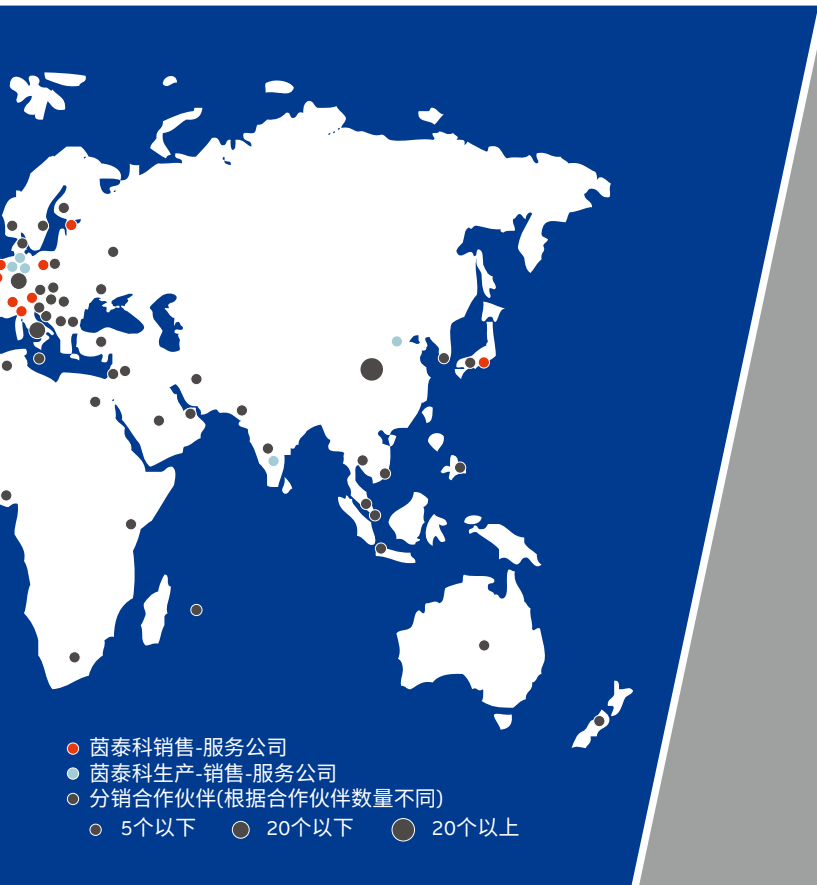 茵泰科销售-服务公司
茵泰科生产-销售-服务公司
分销合作伙伴(根据合作伙伴数量不同)
5个以下 20个以下 20个以上